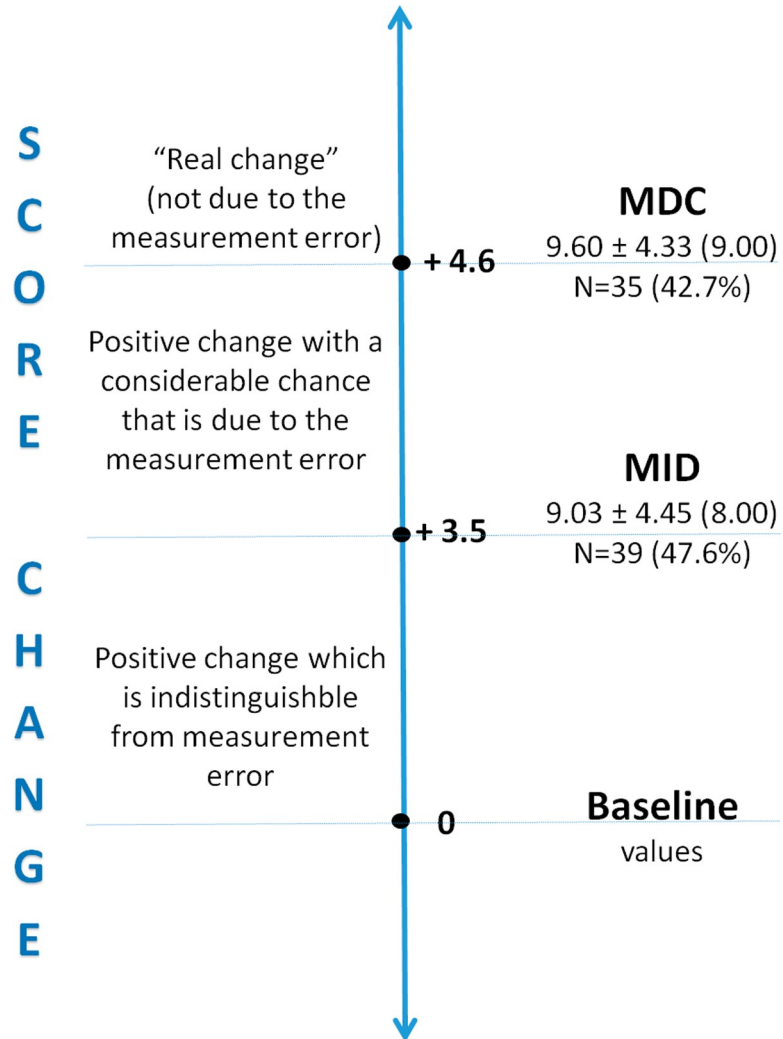 SCORE CHANGE
“Real change”
(not due to the
measurement error)
+ 4.6
MDC
9.60 ± 4.33 (9.00)
N=35 (42.7%)
Positive change with a
considerable chance
that is due to the
measurement error
+ 3.5
MID
9.03 ± 4.45 (8.00)
N=39 (47.6%)
Positive change which
is indistinguishble
from measurement
error
0
Baseline
values